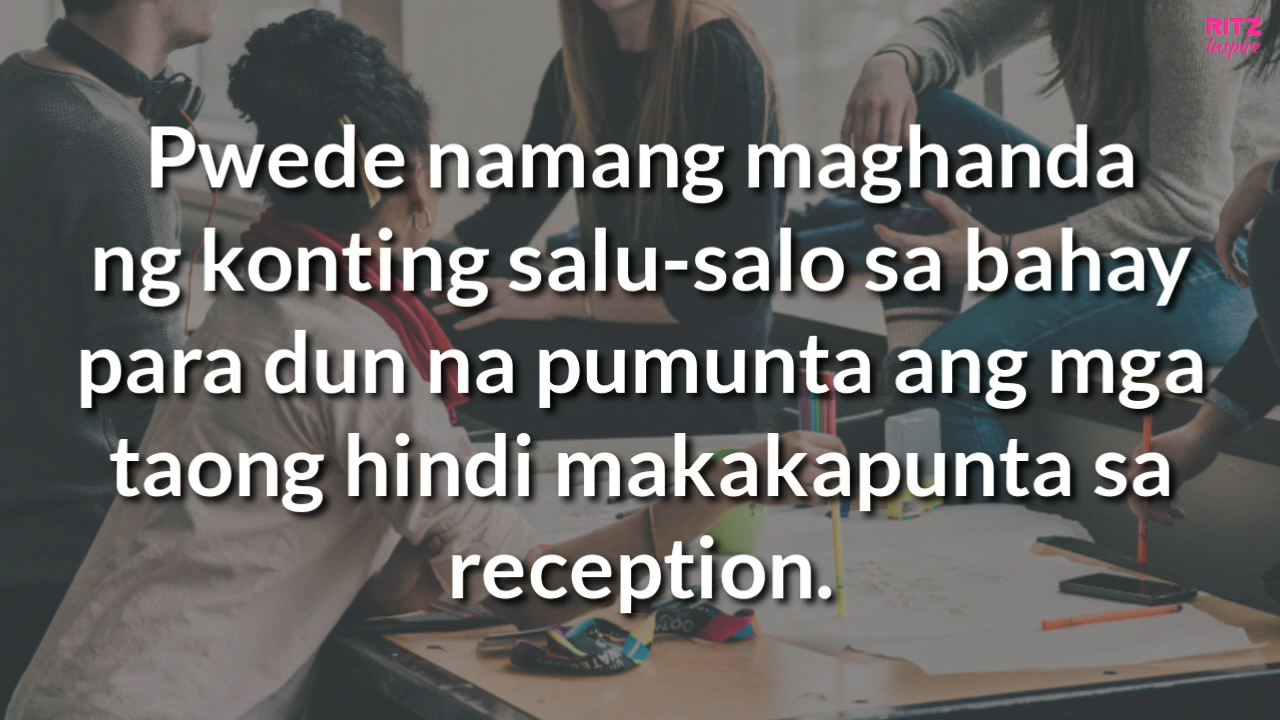 RITZ
Inspire
Pwede namang maghanda
ng konting salu-salo sa bahay
para dun na pumunta ang mga
taong hindi makakapunta sa
reception.